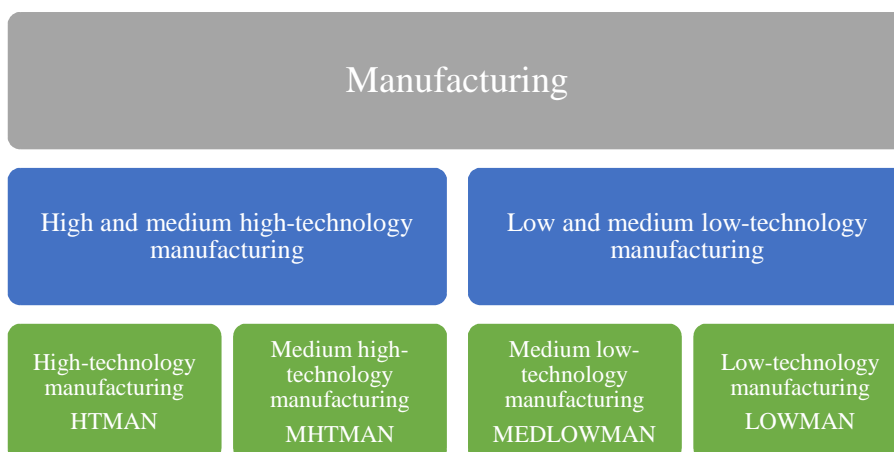 Manufacturing
High and medium high-technology
manufacturing
Low and medium low-technology
manufacturing
High-technology
manufacturing
HTMAN
Medium high-
technology
manufacturing
MHTMAN
Medium low-
technology
manufacturing
MEDLOWMAN
Low-technology
manufacturing
LOWMAN